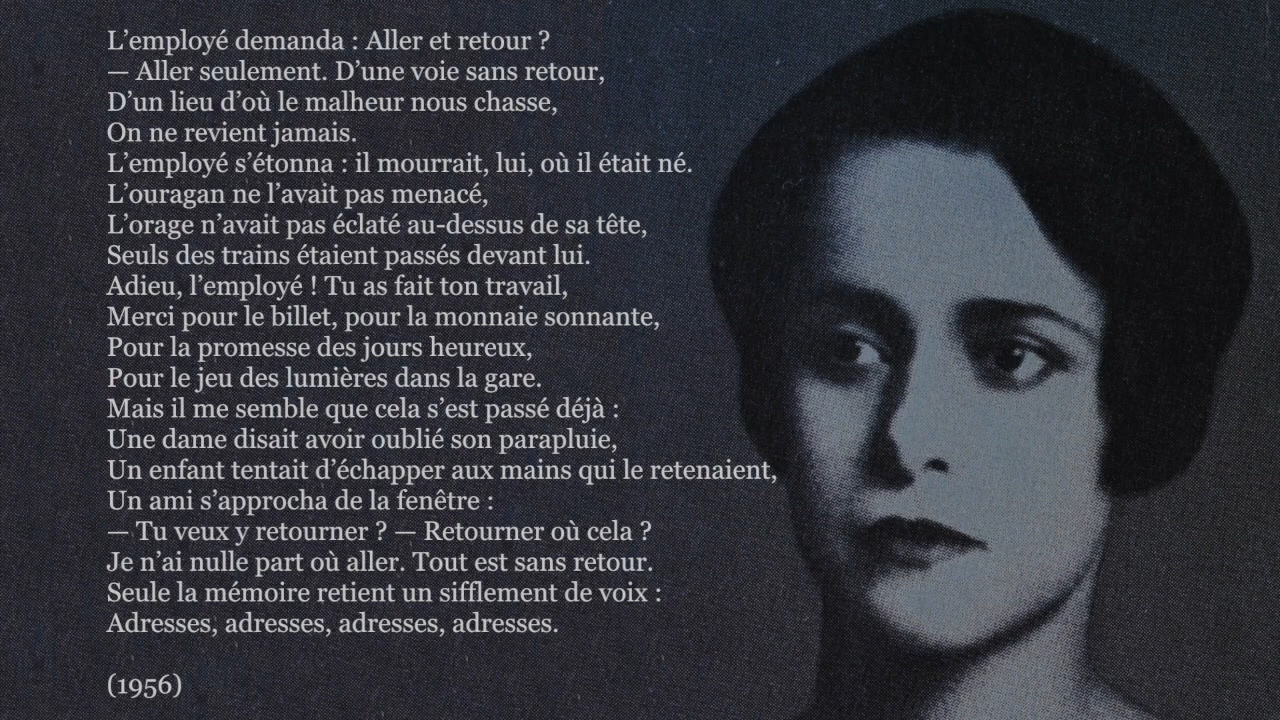 L’employé demanda : Aller et retour ?
— Aller seulement. D’une voie sans retour,
D’un lieu d’où le malheur nous chasse,
On ne revient jamais.
L’employé s’étonna : il mourrait, lui, où il était né.
L’ouragan ne l’avait pas menacé,
L’orage n’avait pas éclaté au-dessus de sa tête,
Seuls des trains étaient passés devant lui.
Adieu, l’employé ! Tu as fait ton travail,
Merci pour le billet, pour la monnaie sonnante,
Pour la promesse des jours heureux,
Pour le jeu des lumières dans la gare.
Mais il me semble que cela s’est passé déjà :
Une dame disait avoir oublié son parapluie,
Un enfant tentait d’échapper aux mains qui le retenaient,
Un ami s’approcha de la fenêtre :
— Tu veux y retourner ? — Retourner où cela ?
Je n’ai nulle part où aller. Tout est sans retour.
Seule la mémoire retient un sifflement de voix :
Adresses, adresses, adresses, adresses.
(1956)